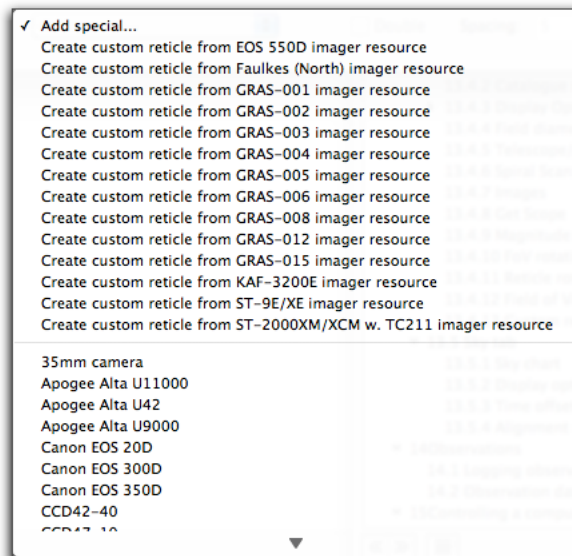 ✓ Add special...
Create custom reticle from EOS 550D imager resource
Create custom reticle from Faulkes (North) imager resource
Create custom reticle from GRAS-001 imager resource
Create custom reticle from GRAS-002 imager resource
Create custom reticle from GRAS-003 imager resource
Create custom reticle from GRAS-004 imager resource
Create custom reticle from GRAS-005 imager resource
Create custom reticle from GRAS-006 imager resource
Create custom reticle from GRAS-008 imager resource
Create custom reticle from GRAS-012 imager resource
Create custom reticle from GRAS-015 imager resource
Create custom reticle from KAF-3200E imager resource
Create custom reticle from ST-9E/XE imager resource
Create custom reticle from ST-2000XM/XCM w. TC211 imager resource
35mm camera
Apogee Alta U11000
Apogee Alta U42
Apogee Alta U9000
Canon EOS 20D
Canon EOS 300D
Canon EOS 350D
CCD42-40